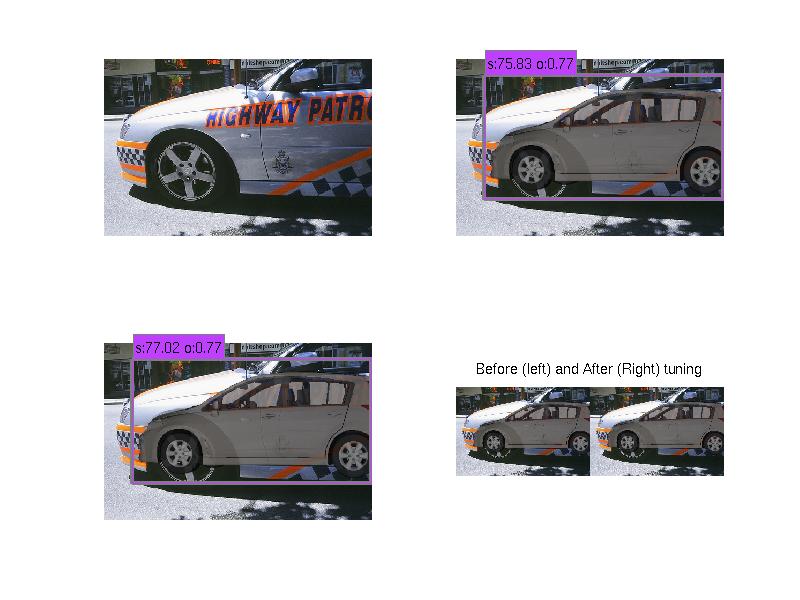 HIGHWAY PATRO
s:75.83 o:0.77
s:77.02 o:0.77
Before (left) and After (Right) tuning